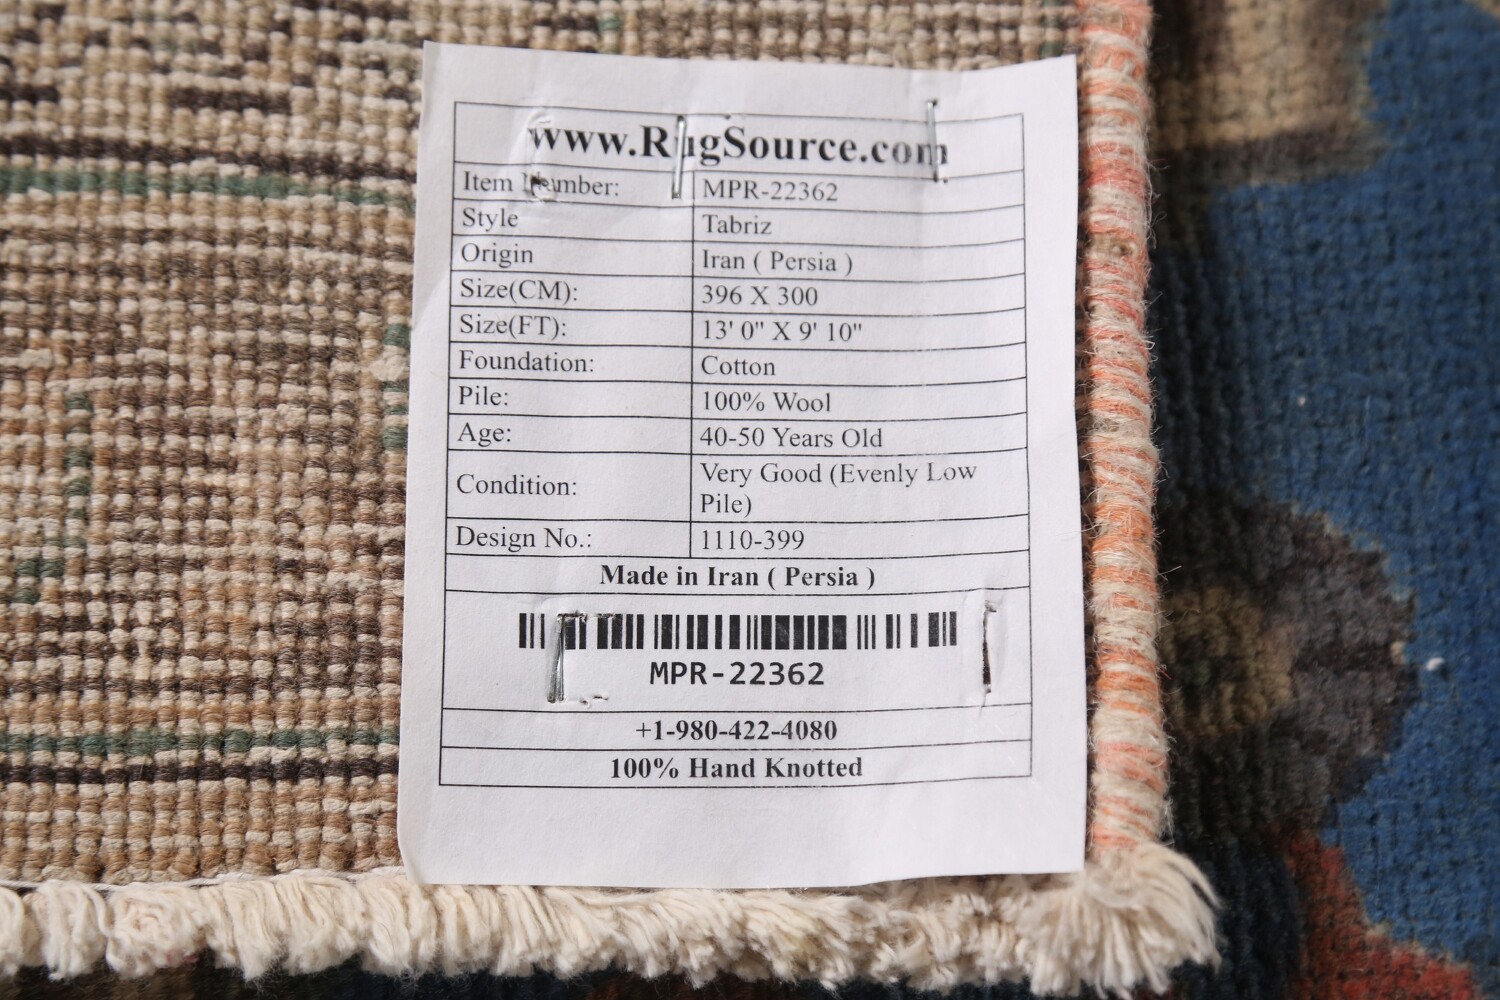 www.RugSource.com
Item Number: MPR-22362
Style Tabriz
Origin Iran ( Persia )
Size(CM): 396 X 300
Size(FT): 13' 0" X 9' 10"
Foundation: Cotton
Pile: 100% Wool
Age: 40-50 Years Old
Condition: Very Good (Evenly Low
Pile)
Design No.: 1110-399
Made in Iran ( Persia )
MPR-22362
+1-980-422-4080
100% Hand Knotted